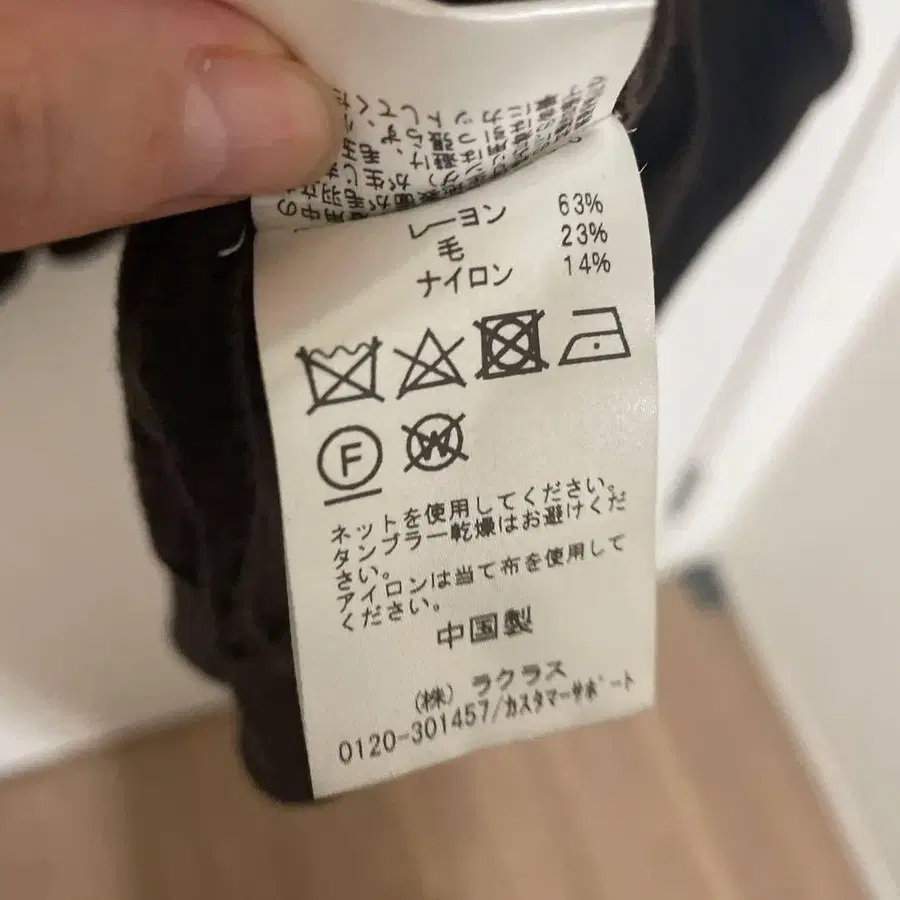 レーヨン 63%
毛 23%
ナイロン 14%
F
W
ネットを使用してください。
タンブラー乾燥はお避けくだ
さい。
アイロンは当て布を使用して
ください。
中国製
(株) ラクラス
0120-301457/カスタマーサポート